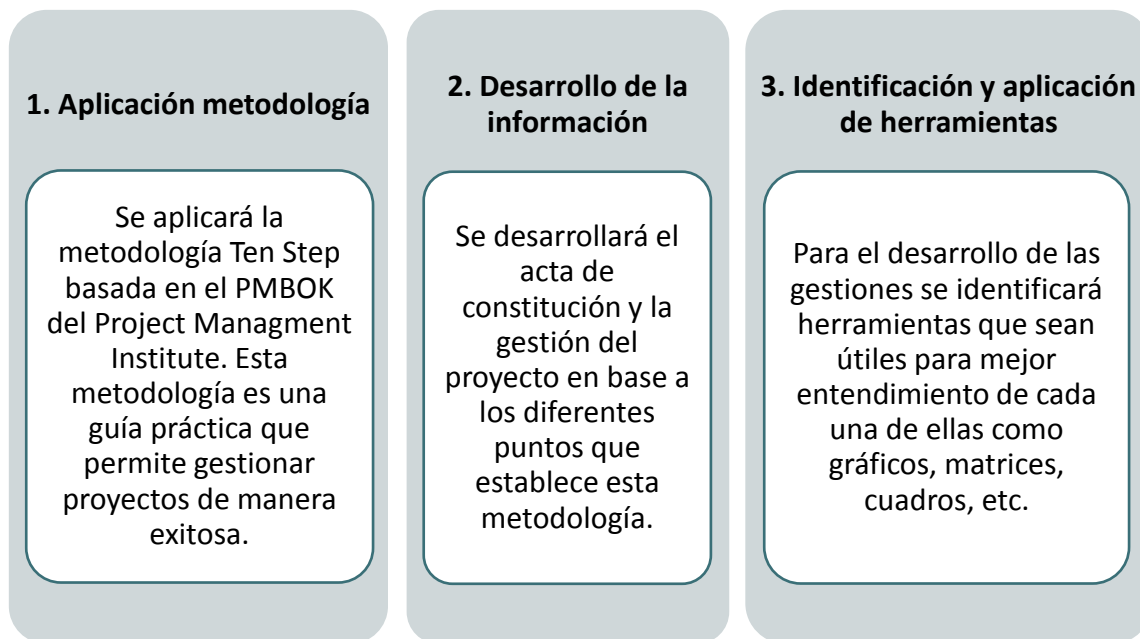 1. Aplicación metodología
Se aplicará la
metodología Ten Step
basada en el PMBOK
del Project Managment
Institute. Esta
metodología es una
guía práctica que
permite gestionar
proyectos de manera
exitosa.
2. Desarrollo de la
información
Se desarrollará el
acta de
constitución y la
gestión del
proyecto en base a
los diferentes
puntos que
establece esta
metodología.
3. Identificación y aplicación
de herramientas
Para el desarrollo de las
gestiones se identificará
herramientas que sean
útiles para mejor
entendimiento de cada
una de ellas como
gráficos, matrices,
cuadros, etc.